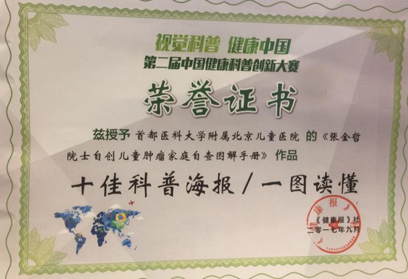 视觉科普 健康中国
第二届中国健康科普创新大赛
荣誉证书
兹授予 首都医科大学附属北京儿童医院 的《张金哲
院士自创儿童肿瘤家庭自查图解手册》作品
十佳科普海报/一图读懂
《健康报》社
二〇一七年九月